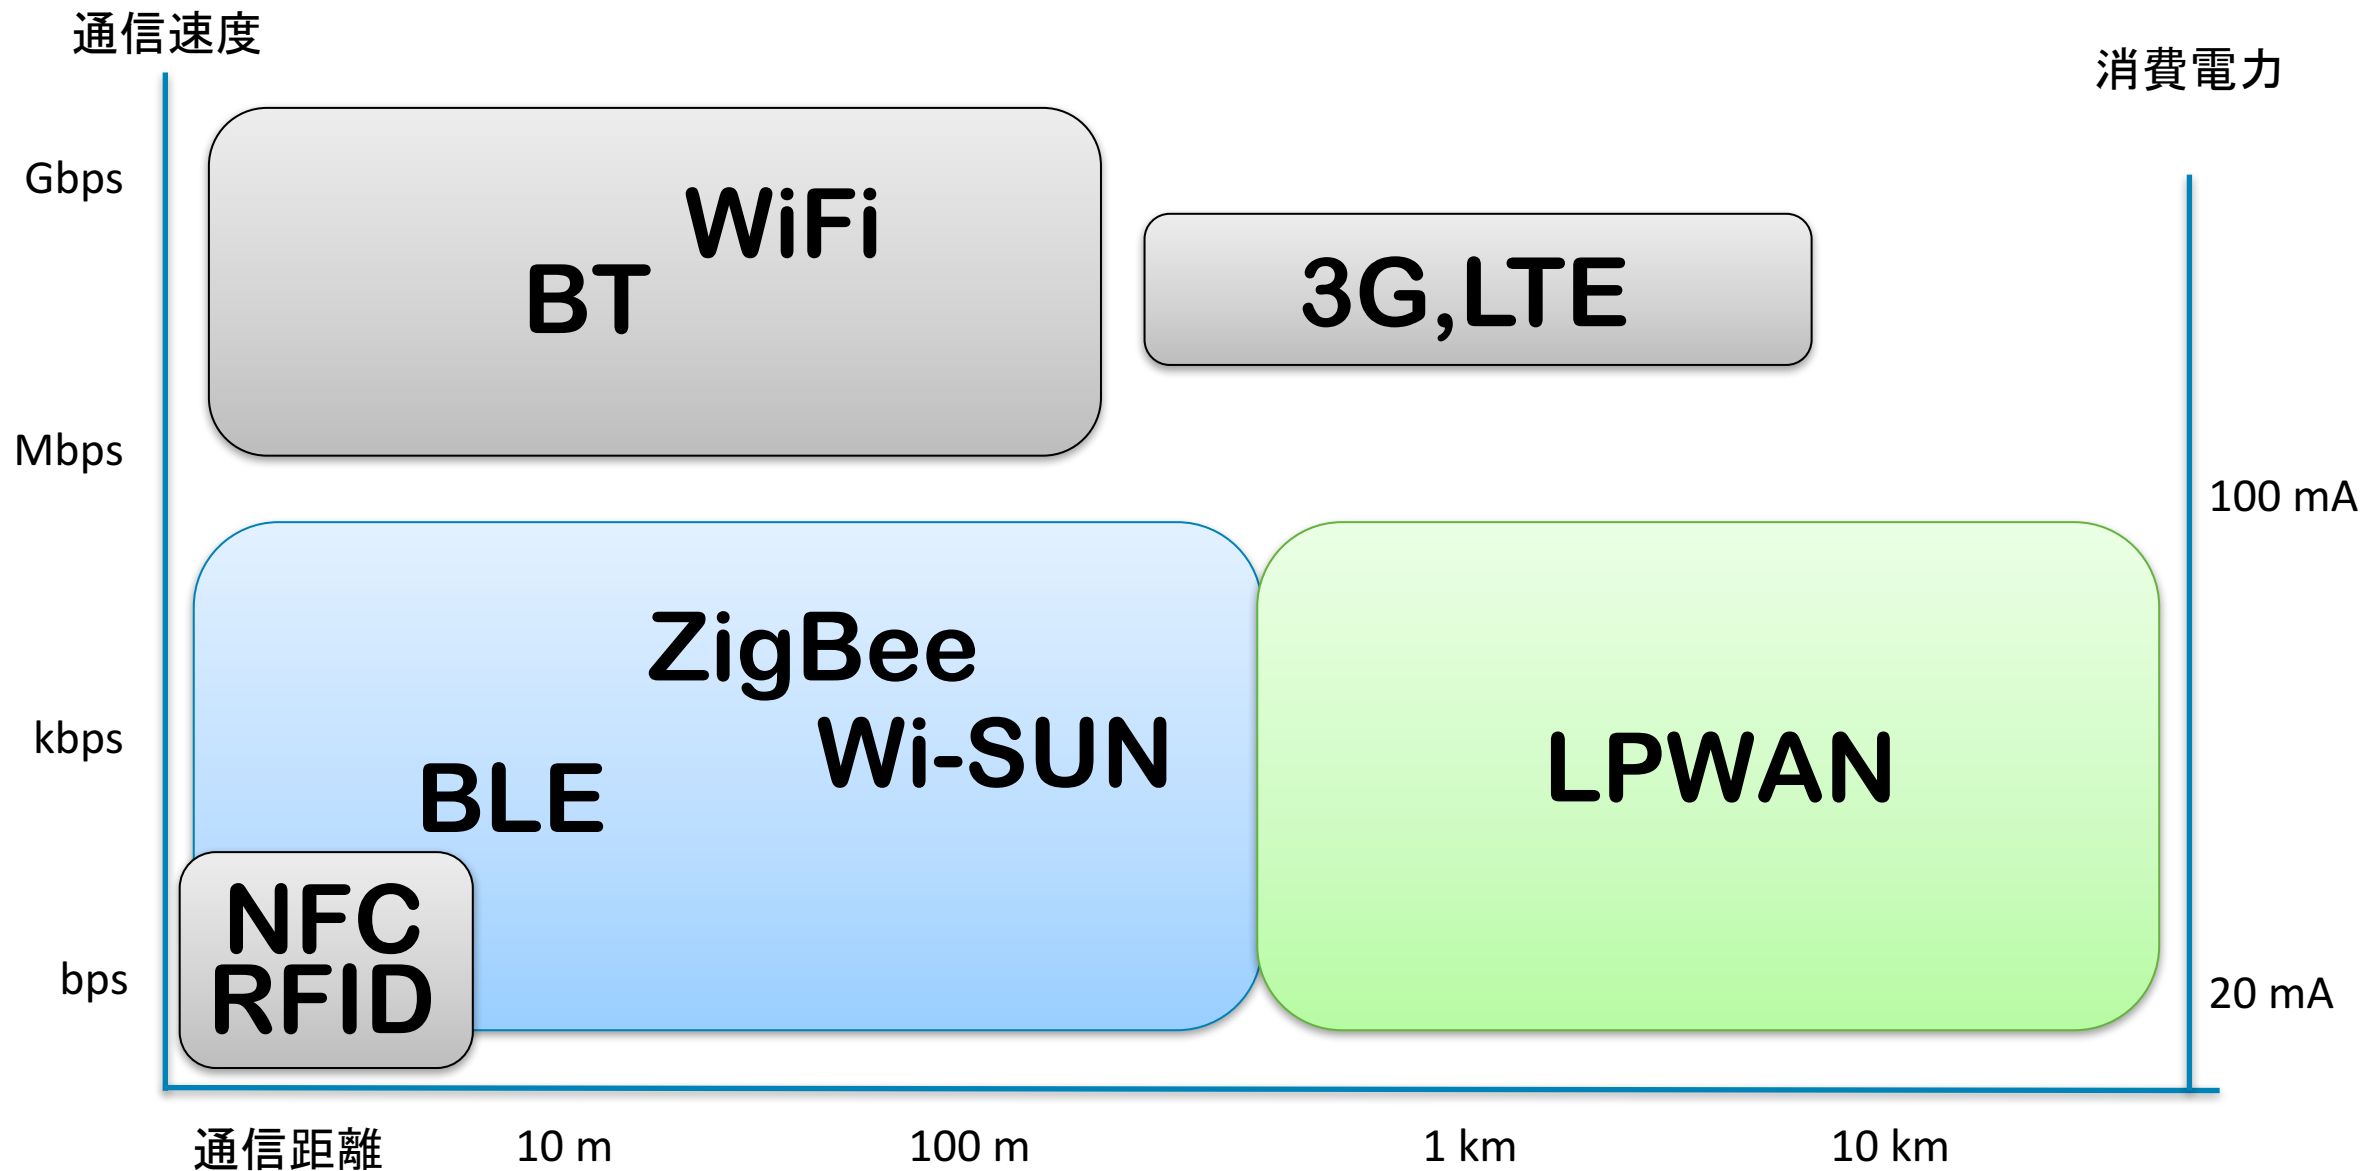 通信速度
消費電力
Gbps
WiFi
BT
3G,LTE
Mbps
100 mA
ZigBee
Wi-SUN
kbps
LPWAN
BLE
NFC
RFID
bps
20 mA
通信距離
10 m
100 m
1 km
10 km